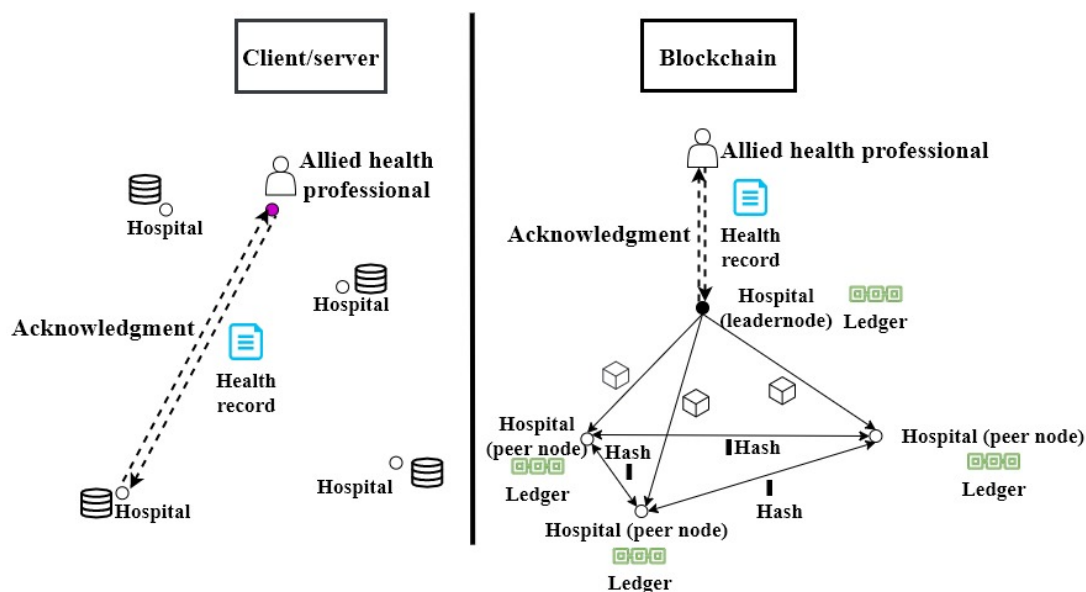 Client/server
Allied health
professional
Hospital
Hospital
Acknowledgment
Health
record
Hospital
Hospital
Blockchain
Allied health professional
Acknowledgment
Health
record
Hospital
(leadernode)
Ledger
Hospital
(peer node)
Hash
Hash
Hospital (peer node)
Ledger
Ledger
Hash
Hospital (peer node)
Ledger